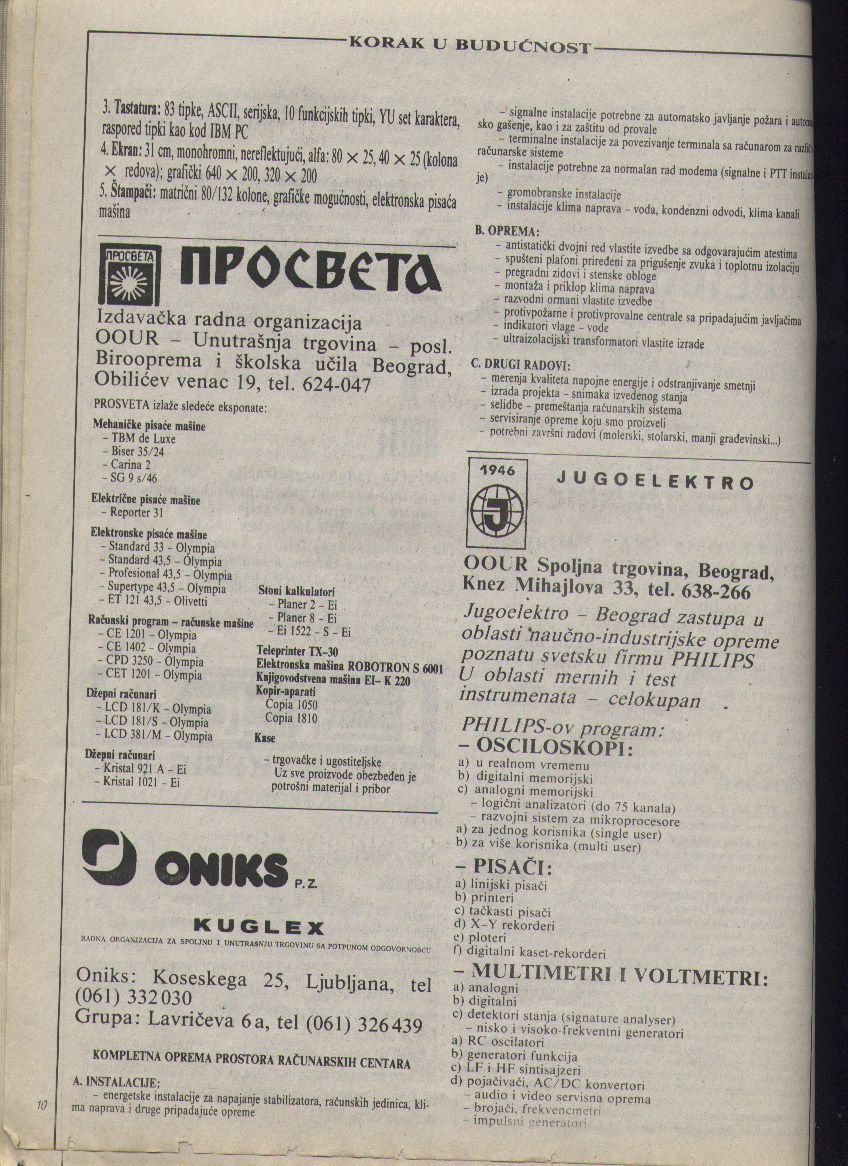 KORAK U BUDUĆNOST
3. Tastatura: 83 tipke, ASCII, serijska, 10 funkcijskih tipki, YU set karaktera,
raspored tipki kao kod IBM PC
4. Ekran: 31 cm, monohromni, nereflektujući, alfa: 80 × 25, 40 × 25 (kolona
× redova); grafički 640 × 200, 320 × 200
5. Štampači: matrični 80/132 kolone, grafičke mogućnosti, elektronska pisaća
mašina
ПРОСВЕТА
ПРОСВЕТА
Izdavačka radna organizacija
OOUR – Unutrašnja trgovina – posl.
Birooprema i školska učila Beograd,
Obilićev venac 19, tel. 624-047
PROSVETA izlaže sledeće eksponate:
Mehaničke pisaće mašine
– TBM de Luxe
– Biser 35/24
– Carina 2
– SG 9 s/46
Električne pisaće mašine
– Reporter 31
Elektronske pisaće mašine
– Standard 33 – Olympia
– Standard 43,5 – Olympia
– Profesional 43,5 – Olympia
– Supertype 43,5 – Olympia
– ET 121 43,5 – Olivetti
Računski program – računske mašine
– CE 1201 – Olympia
– CE 1402 – Olympia
– CPD 3250 – Olympia
– CET 1201 – Olympia
Džepni računari
– LCD 181/K – Olympia
– LCD 181/S – Olympia
– LCD 381/M – Olympia
Džepni računari
– Kristal 921 A – Ei
– Kristal 1021 – Ei
Stoni kalkulatori
– Planer 2 – Ei
– Planer 8 – Ei
– Ei 1522 – S – Ei
Teleprinter TX–30
Elektronska mašina ROBOTRON S 6001
Knjigovodstvena mašina EI– K 220
Kopir-aparati
Copia 1050
Copia 1810
Kase
– trgovačke i ugostiteljske
Uz sve proizvode obezbeđen je
potrošni materijal i pribor
ONIKS P.Z.
KUGLEX
RADNA ORGANIZACIJA ZA SPOLJNU I UNUTRAŠNJU TRGOVINU SA POTPUNOM ODGOVORNOŠĆU
Oniks: Koseskega 25, Ljubljana, tel
(061) 332 030
Grupa: Lavričeva 6a, tel (061) 326 439
KOMPLETNA OPREMA PROSTORA RAČUNARSKIH CENTARA
A. INSTALACIJE:
– energetske instalacije za napajanje stabilizatora, računskih jedinica, kli-
ma naprava i druge pripadajuće opreme
10
– signalne instalacije potrebne za automatsko javljanje požara i
sko gašenje, kao i za zaštitu od provale
– terminalne instalacije za povezivanje terminala sa računarom za
računarske sisteme
– instalacije potrebne za normalan rad modema (signalne i PTT
je)
– gromobranske instalacije
– instalacije klima naprava – voda, kondenzni odvodi, klima kanali
B. OPREMA:
– antistatički dvojni red vlastite izvedbe sa odgovarajućim atestima
– spušteni plafoni priređeni za prigušenje zvuka i toplotnu izolaciju
– pregradni zidovi i stenske obloge
– montaža i priklop klima naprava
– razvodni ormani vlastite izvedbe
– protivpožarne i protivprovalne centrale sa pripadajućim javljačima
– indikatori vlage – vode
– ultraizolacijski transformatori vlastite izrade
C. DRUGI RADOVI:
– merenja kvaliteta napojne energije i odstranjivanje smetnji
– izrada projekta – snimaka izvedenog stanja
– selidbe – premeštanja računarskih sistema
– servisiranje opreme koju smo proizveli
– potrebni završni radovi (molerski, stolarski, manji građevinski...)
1946
J
JUGOELEKTRO
OOUR Spoljna trgovina, Beograd,
Knez Mihajlova 33, tel. 638-266
Jugoelektro – Beograd zastupa u
oblasti naučno-industrijske opreme
poznatu svetsku firmu PHILIPS
U oblasti mernih i test
instrumenata – celokupan
PHILIPS-ov program:
– OSCILOSKOPI:
a) u realnom vremenu
b) digitalni memorijski
c) analogni memorijski
– logični analizatori (do 75 kanala)
– razvojni sistem za mikroprocesore
a) za jednog korisnika (single user)
b) za više korisnika (multi user)
– PISAČI:
a) linijski pisači
b) printeri
c) tačkasti pisači
d) X–Y rekorderi
e) ploteri
f) digitalni kaset-rekorderi
– MULTIMETRI I VOLTMETRI:
a) analogni
b) digitalni
c) detektori stanja (signature analyser)
– nisko i visoko-frekventni generatori
a) RC oscilatori
b) generatori funkcija
c) LF i HF sintisajzeri
d) pojačivači, AC/DC konvertori
– audio i video servisna oprema
– brojači, frekvencmetri
– impulsni generatori